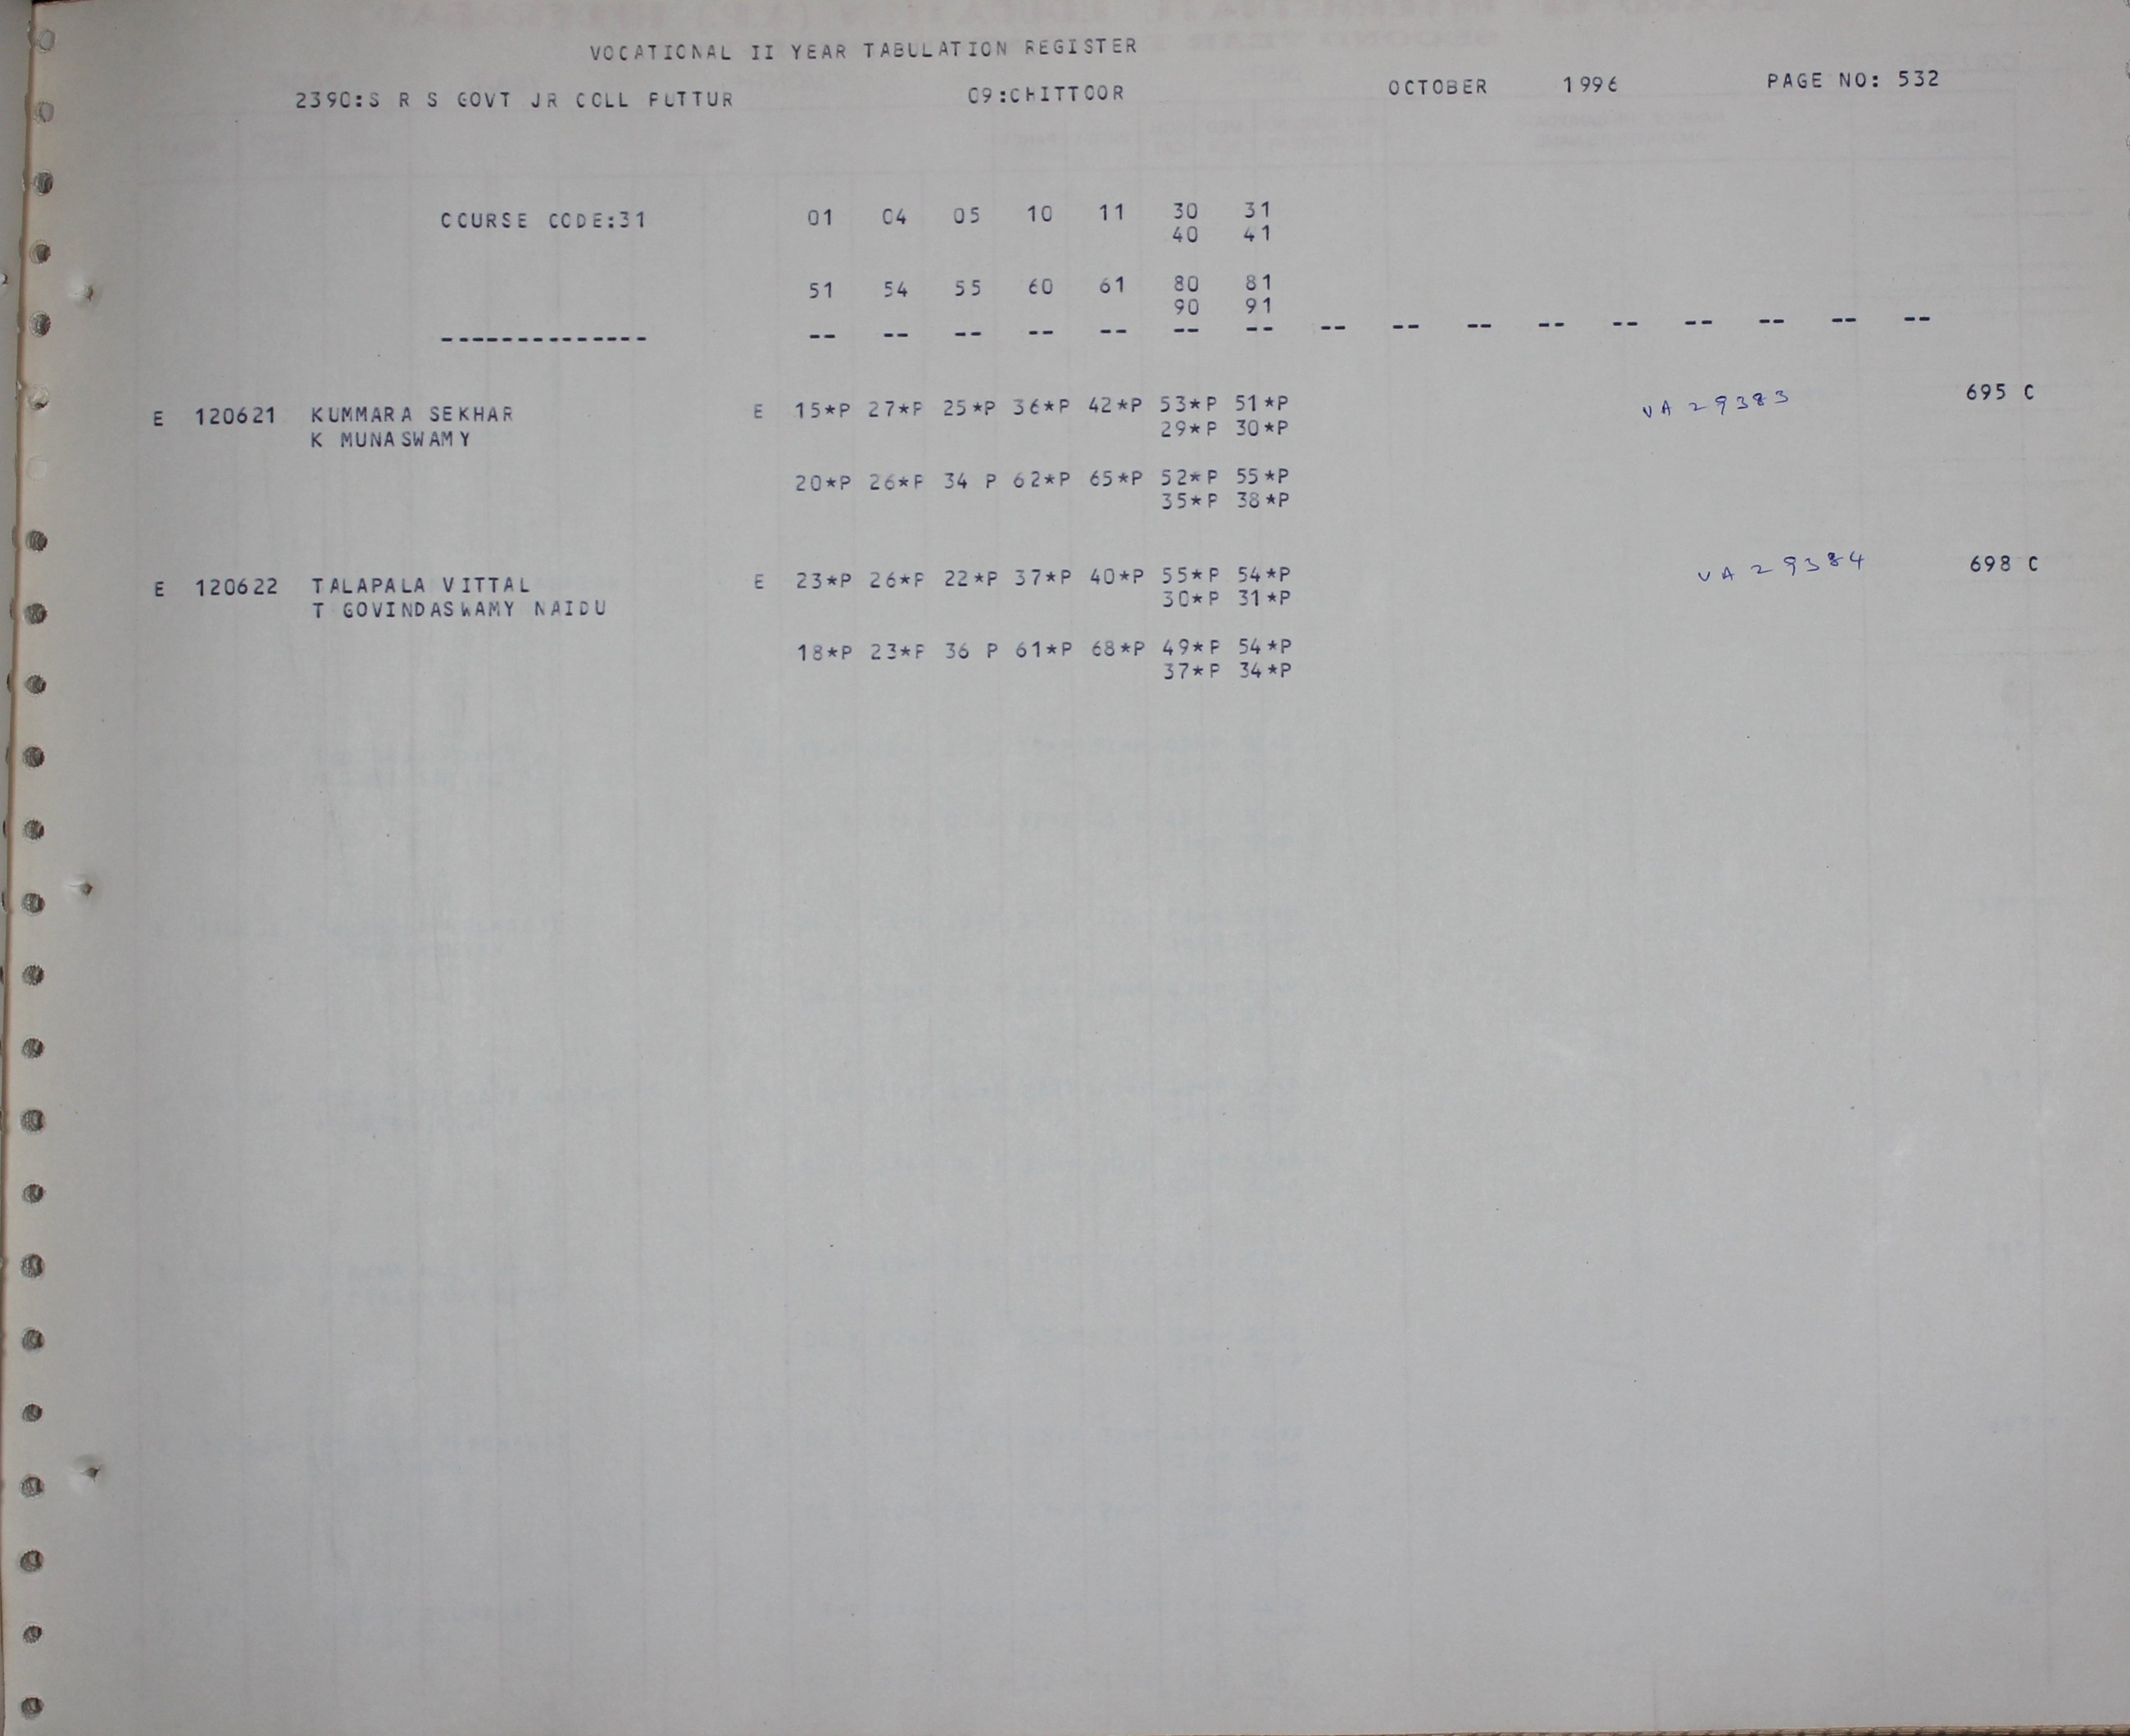 VOCATIONAL II YEAR TABULATION REGISTER
2390:S R S GOVT JR COLL PUTTUR 09:CHITTOOR OCTOBER 1996 PAGE NO: 532
COURSE CODE:31 01 04 05 10 11 30 31
40 41
51 54 55 60 61 80 81
90 91
-------------- -- -- -- -- -- -- -- -- -- -- -- -- -- -- -- --
E 120621 KUMMARA SEKHAR E 15*P 27*P 25*P 36*P 42*P 53*P 51*P VA 29383 695 C
K MUNASWAMY 29*P 30*P
20*P 26*P 34 P 62*P 65*P 52*P 55*P
35*P 38*P
E 120622 TALAPALA VITTAL E 23*P 26*P 22*P 37*P 40*P 55*P 54*P VA 29384 698 C
T GOVINDASWAMY NAIDU 30*P 31*P
18*P 23*P 36 P 61*P 68*P 49*P 54*P
37*P 34*P